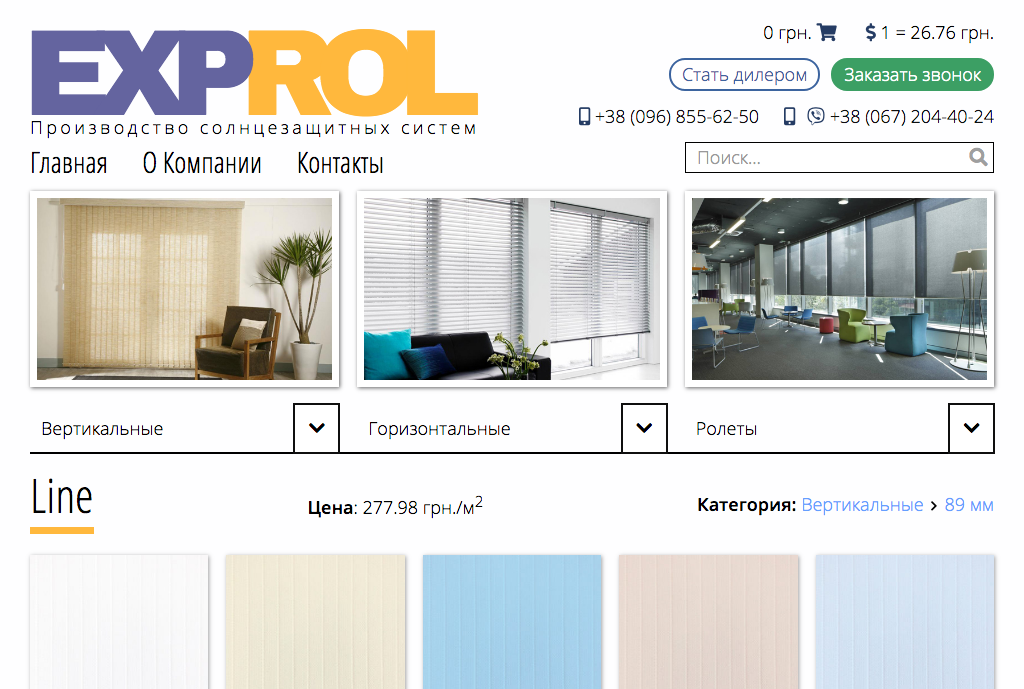 EXPROL
Производство солнцезащитных систем
0 грн.
$ 1 = 26.76 грн.
Стать дилером
Заказать звонок
+38 (096) 855-62-50
+38 (067) 204-40-24
Главная
О Компании
Контакты
Поиск...
Вертикальные
Горизонтальные
Ролеты
Line
Цена: 277.98 грн./м2
Категория: Вертикальные › 89 мм